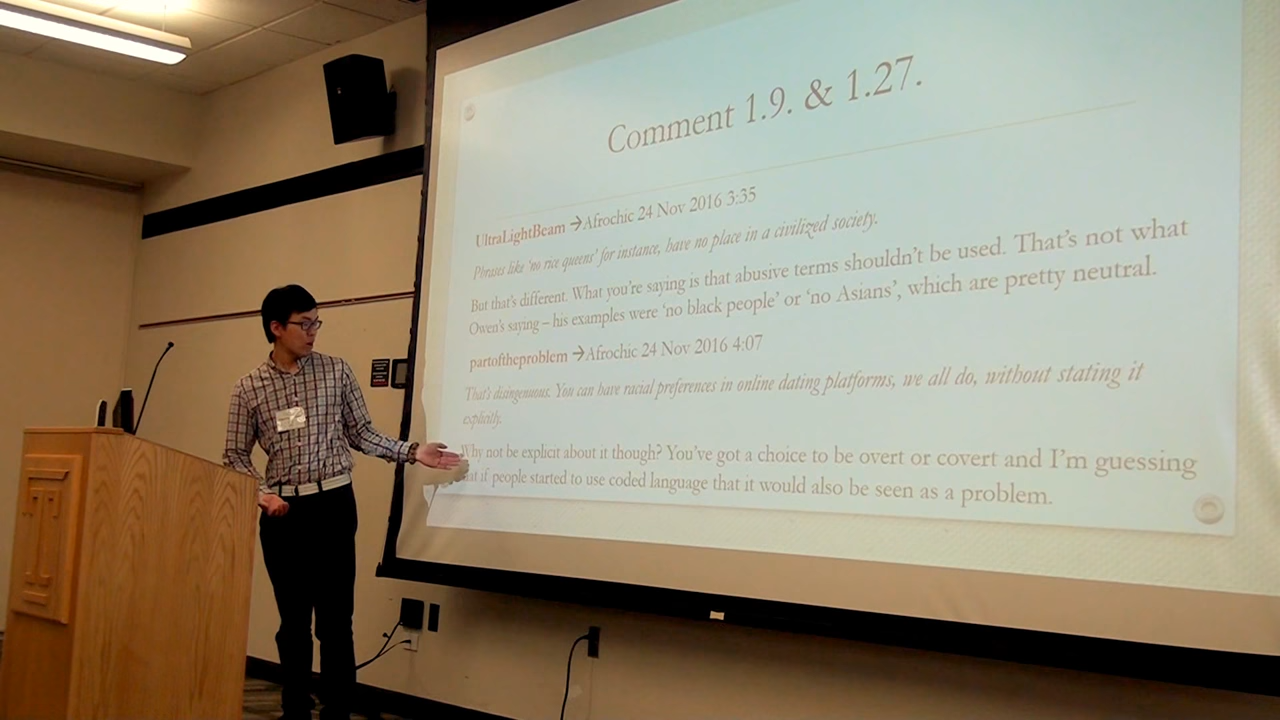 Comment 1.9. & 1.27.
UltraLightBeam → Afrochic 24 Nov 2016 3:35
Phrases like 'no rice queens' for instance, have no place in a civilized society.
But that's different. What you're saying is that abusive terms shouldn't be used. That's not what
Owen's saying – his examples were 'no black people' or 'no Asians', which are pretty neutral.
partoftheproblem → Afrochic 24 Nov 2016 4:07
That's disingenuous. You can have racial preferences in online dating platforms, we all do, without stating it
explicitly.
Why not be explicit about it though? You've got a choice to be overt or covert and I'm guessing
if people started to use coded language that it would also be seen as a problem.